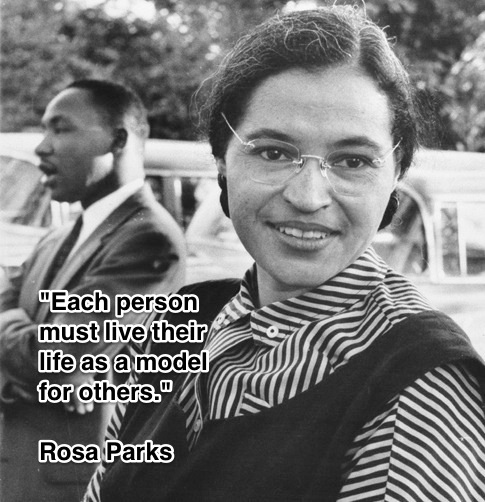 "Each person
must live their
life as a model
for others."
Rosa Parks